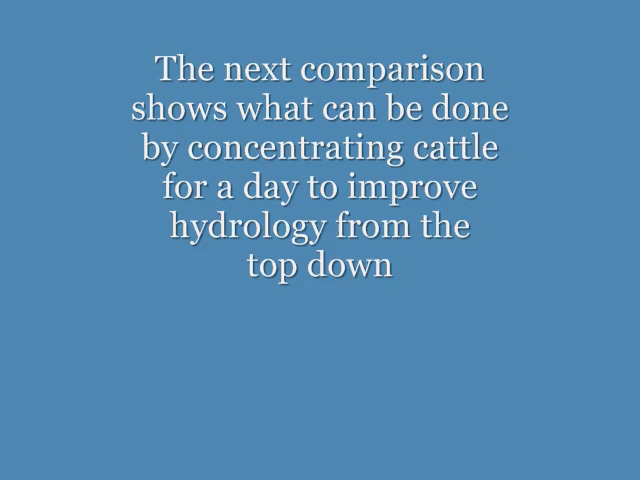 The next comparison
shows what can be done
by concentrating cattle
for a day to improve
hydrology from the
top down